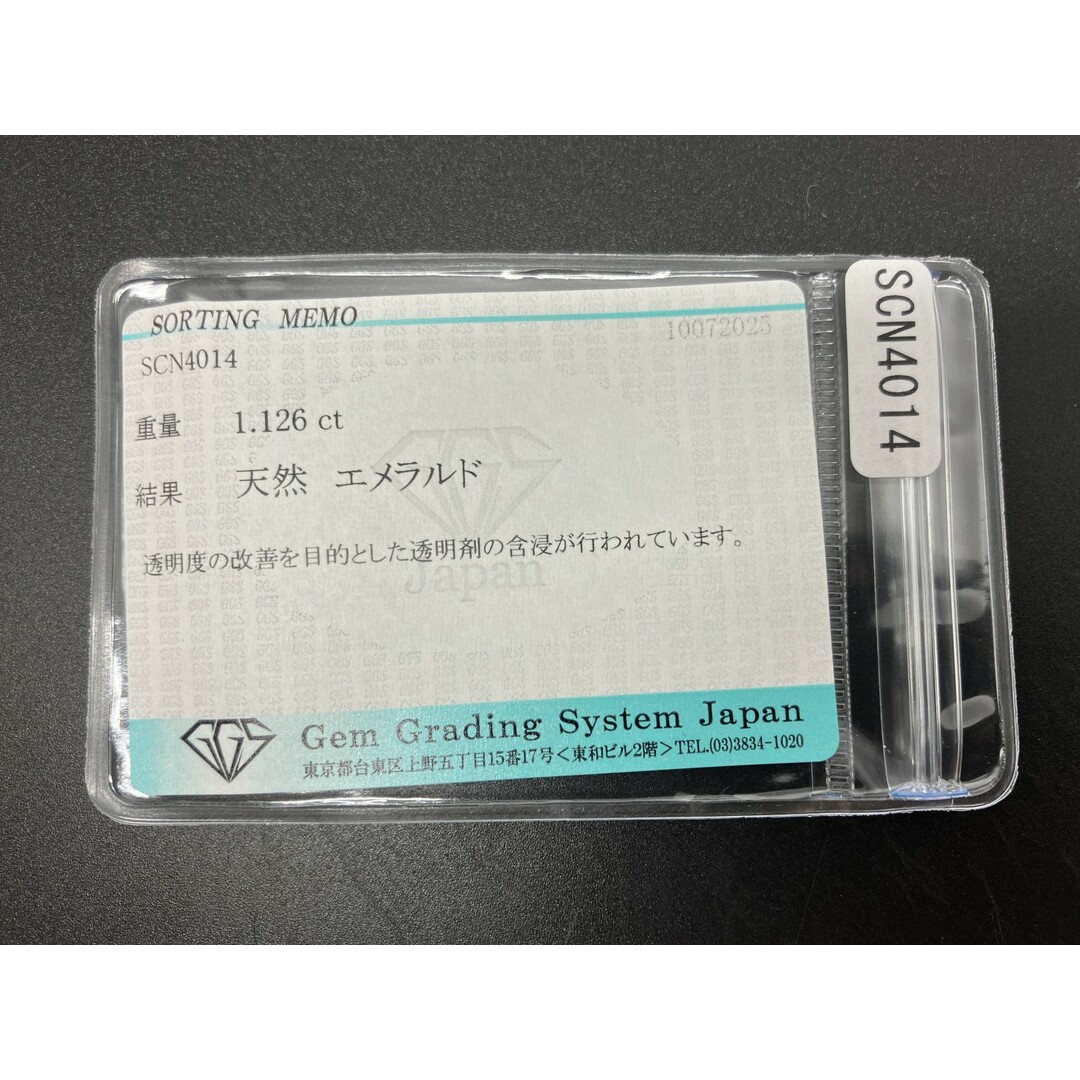 SORTING MEMO
10072025
SCN4014
重量 1.126 ct
結果 天然 エメラルド
透明度の改善を目的とした透明剤の含浸が行われています。
Japan
GGS
Gem Grading System Japan
東京都台東区上野五丁目15番17号<東和ビル2階>TEL.(03)3834-1020
SCN4014